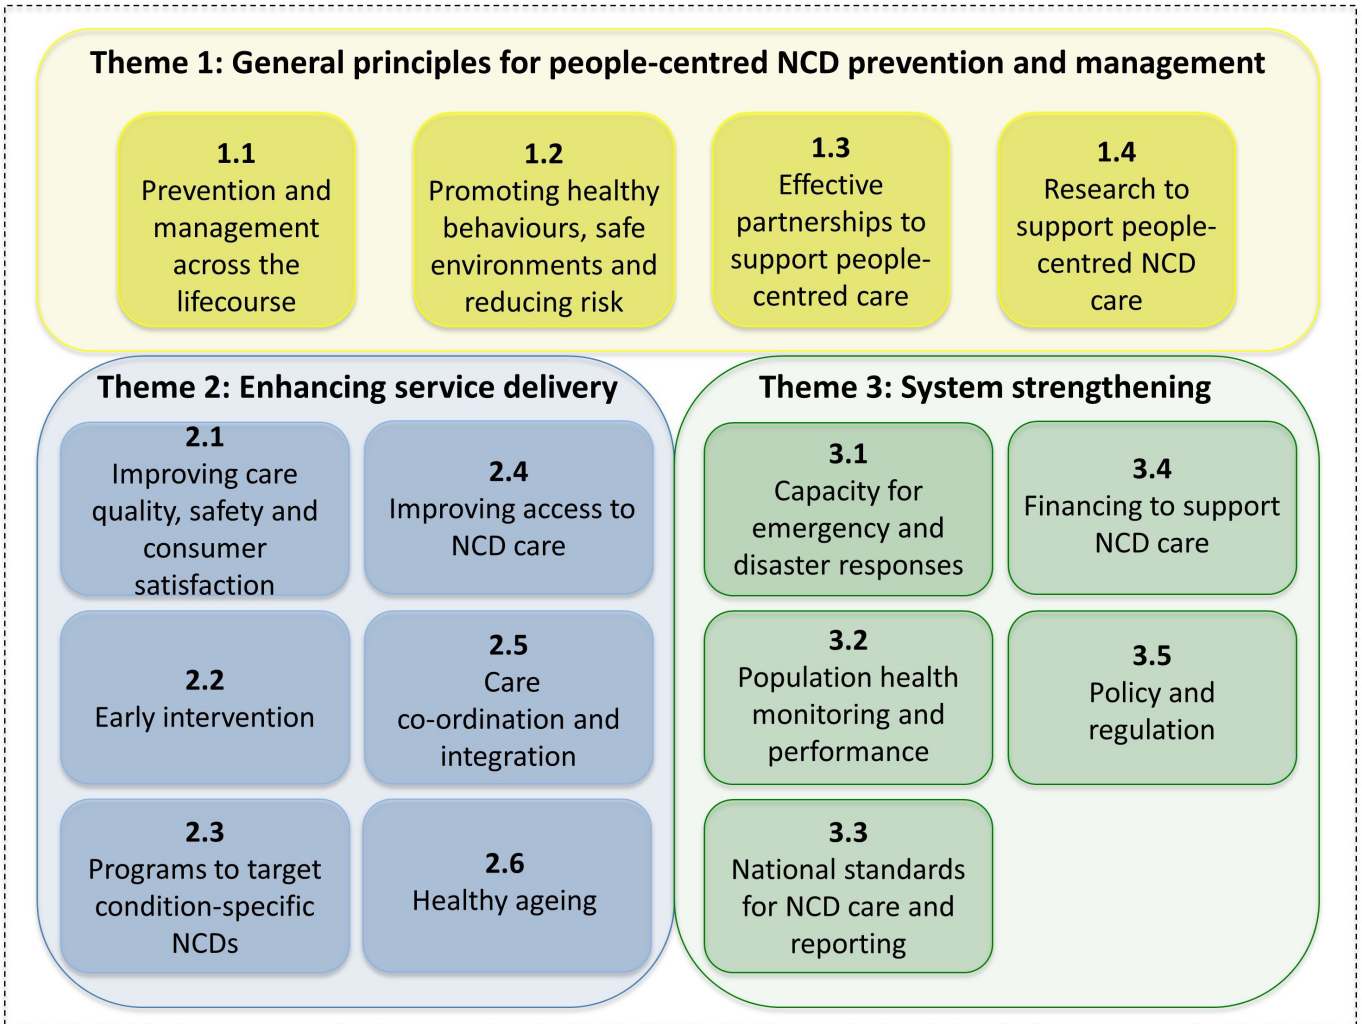 Theme 1: General principles for people-centred NCD prevention and management
1.1
Prevention and
management
across the
lifecourse
1.2
Promoting healthy
behaviours, safe
environments and
reducing risk
1.3
Effective
partnerships to
support people-
centred care
1.4
Research to
support people-
centred NCD
care
Theme 2: Enhancing service delivery
2.1
Improving care
quality, safety and
consumer
satisfaction
2.4
Improving access to
NCD care
2.2
Early intervention
2.5
Care
co-ordination and
integration
2.3
Programs to target
condition-specific
NCDs
2.6
Healthy ageing
Theme 3: System strengthening
3.1
Capacity for
emergency and
disaster responses
3.4
Financing to support
NCD care
3.2
Population health
monitoring and
performance
3.5
Policy and
regulation
3.3
National standards
for NCD care and
reporting